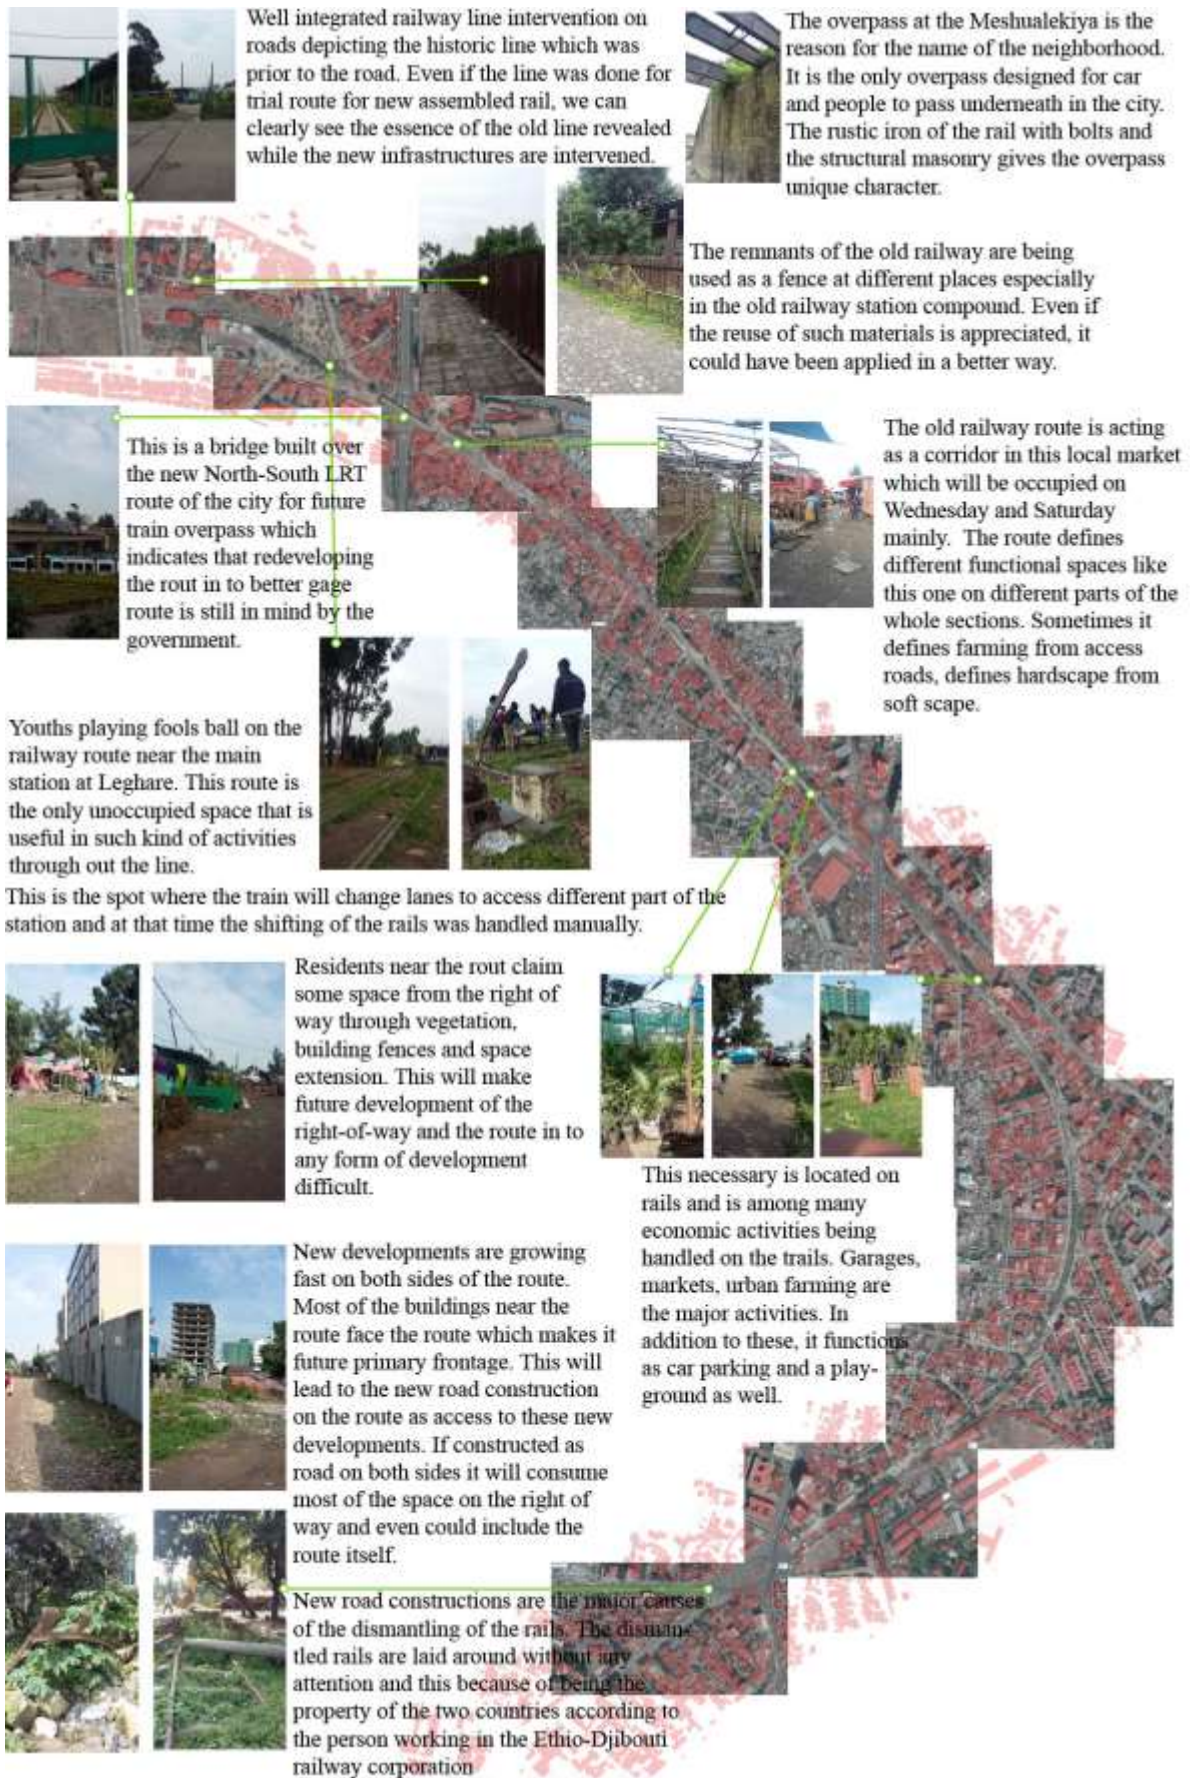 Well integrated railway line intervention on
roads depicting the historic line which was
prior to the road. Even if the line was done for
trial route for new assembled rail, we can
clearly see the essence of the old line revealed
while the new infrastructures are intervened.
The overpass at the Meshualekiya is the
reason for the name of the neighborhood.
It is the only overpass designed for car
and people to pass underneath in the city.
The rustic iron of the rail with bolts and
the structural masonry gives the overpass
unique character.
The remnants of the old railway are being
used as a fence at different places especially
in the old railway station compound. Even if
the reuse of such materials is appreciated, it
could have been applied in a better way.
This is a bridge built over
the new North-South LRT
route of the city for future
train overpass which
indicates that redeveloping
the rout in to better gage
route is still in mind by the
government.
The old railway route is acting
as a corridor in this local market
which will be occupied on
Wednesday and Saturday
mainly. The route defines
different functional spaces like
this one on different parts of the
whole sections. Sometimes it
defines farming from access
roads, defines hardscape from
soft scape.
Youths playing fools ball on the
railway route near the main
station at Leghare. This route is
the only unoccupied space that is
useful in such kind of activities
through out the line.
This is the spot where the train will change lanes to access different part of the
station and at that time the shifting of the rails was handled manually.
Residents near the rout claim
some space from the right of
way through vegetation,
building fences and space
extension. This will make
future development of the
right-of-way and the route in to
any form of development
difficult.
This necessary is located on
rails and is among many
economic activities being
handled on the trails. Garages,
markets, urban farming are
the major activities. In
addition to these, it functions
as car parking and a play-
ground as well.
New developments are growing
fast on both sides of the route.
Most of the buildings near the
route face the route which makes it
future primary frontage. This will
lead to the new road construction
on the route as access to these new
developments. If constructed as
road on both sides it will consume
most of the space on the right of
way and even could include the
route itself.
New road constructions are the major causes
of the dismantling of the rails. The disman-
tled rails are laid around without any
attention and this because of being the
property of the two countries according to
the person working in the Ethio-Djibouti
railway corporation